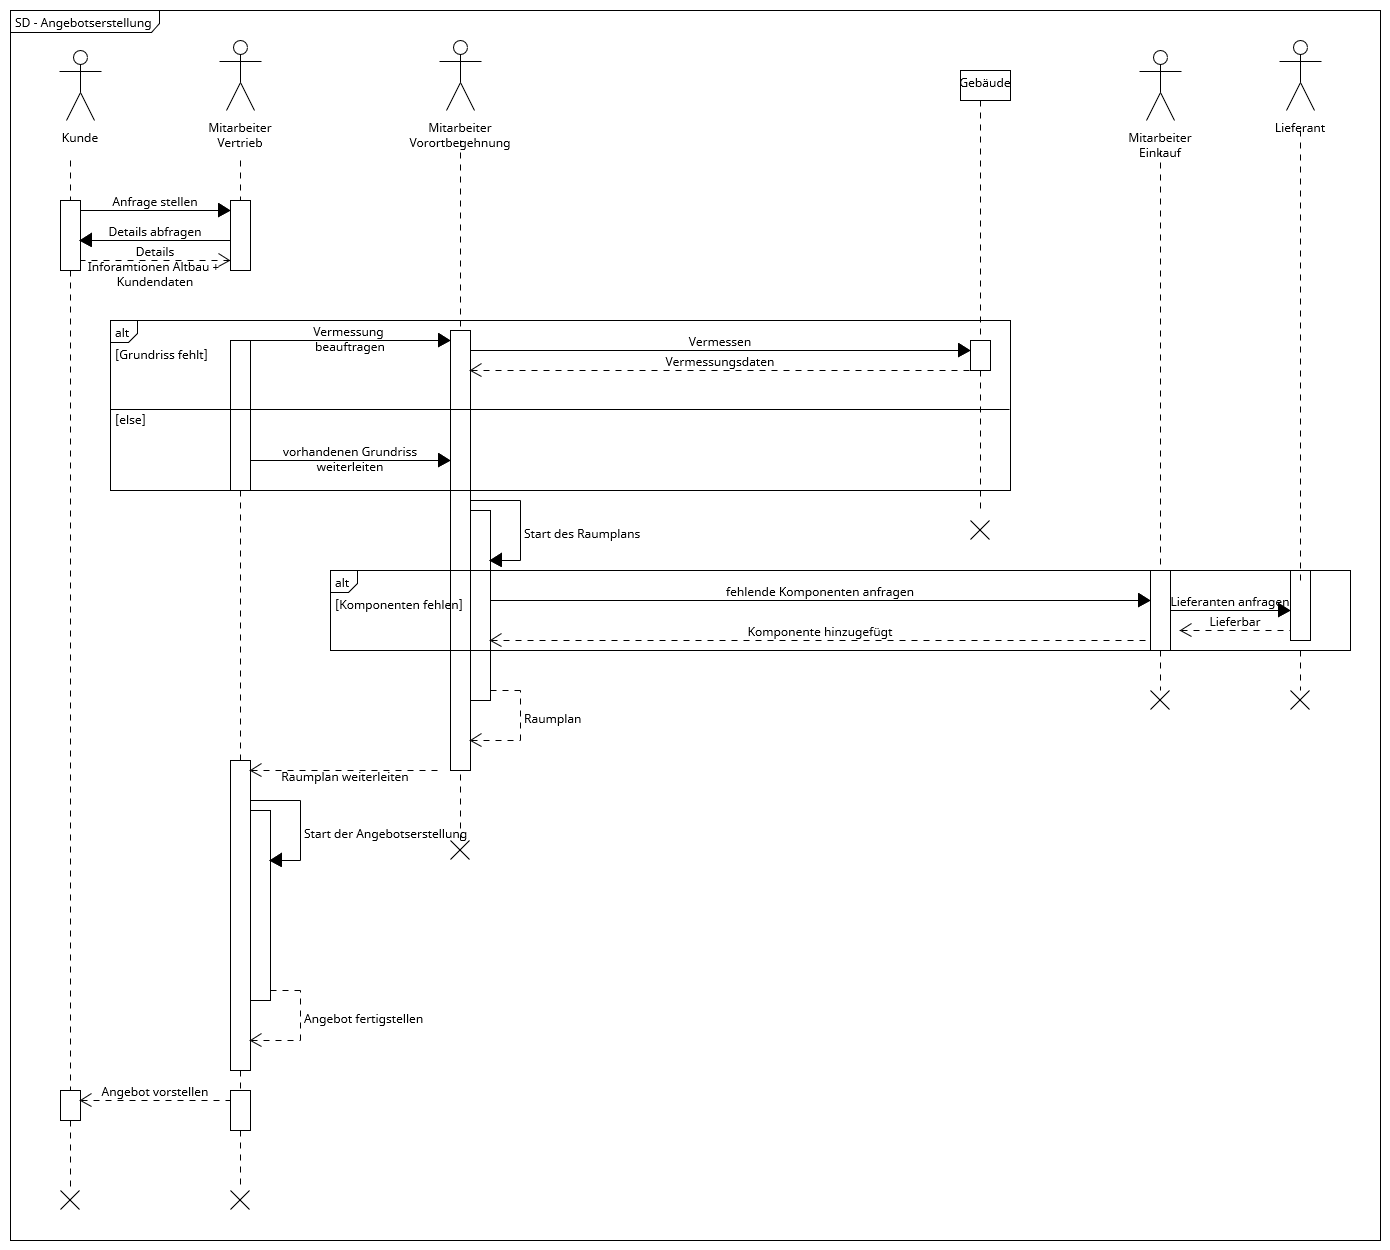 SD - Angebotserstellung
Kunde
Mitarbeiter
Vertrieb
Mitarbeiter
Vorortbegehnung
Gebäude
Mitarbeiter
Einkauf
Lieferant
Anfrage stellen
Details abfragen
Details
Inforamtionen Altbau +
Kundendaten
alt
[Grundriss fehlt]
Vermessung
beauftragen
Vermessen
Vermessungsdaten
[else]
vorhandenen Grundriss
weiterleiten
Start des Raumplans
alt
[Komponenten fehlen]
fehlende Komponenten anfragen
Lieferanten anfragen
Lieferbar
Komponente hinzugefügt
Raumplan
Raumplan weiterleiten
Start der Angebotserstellung
Angebot fertigstellen
Angebot vorstellen